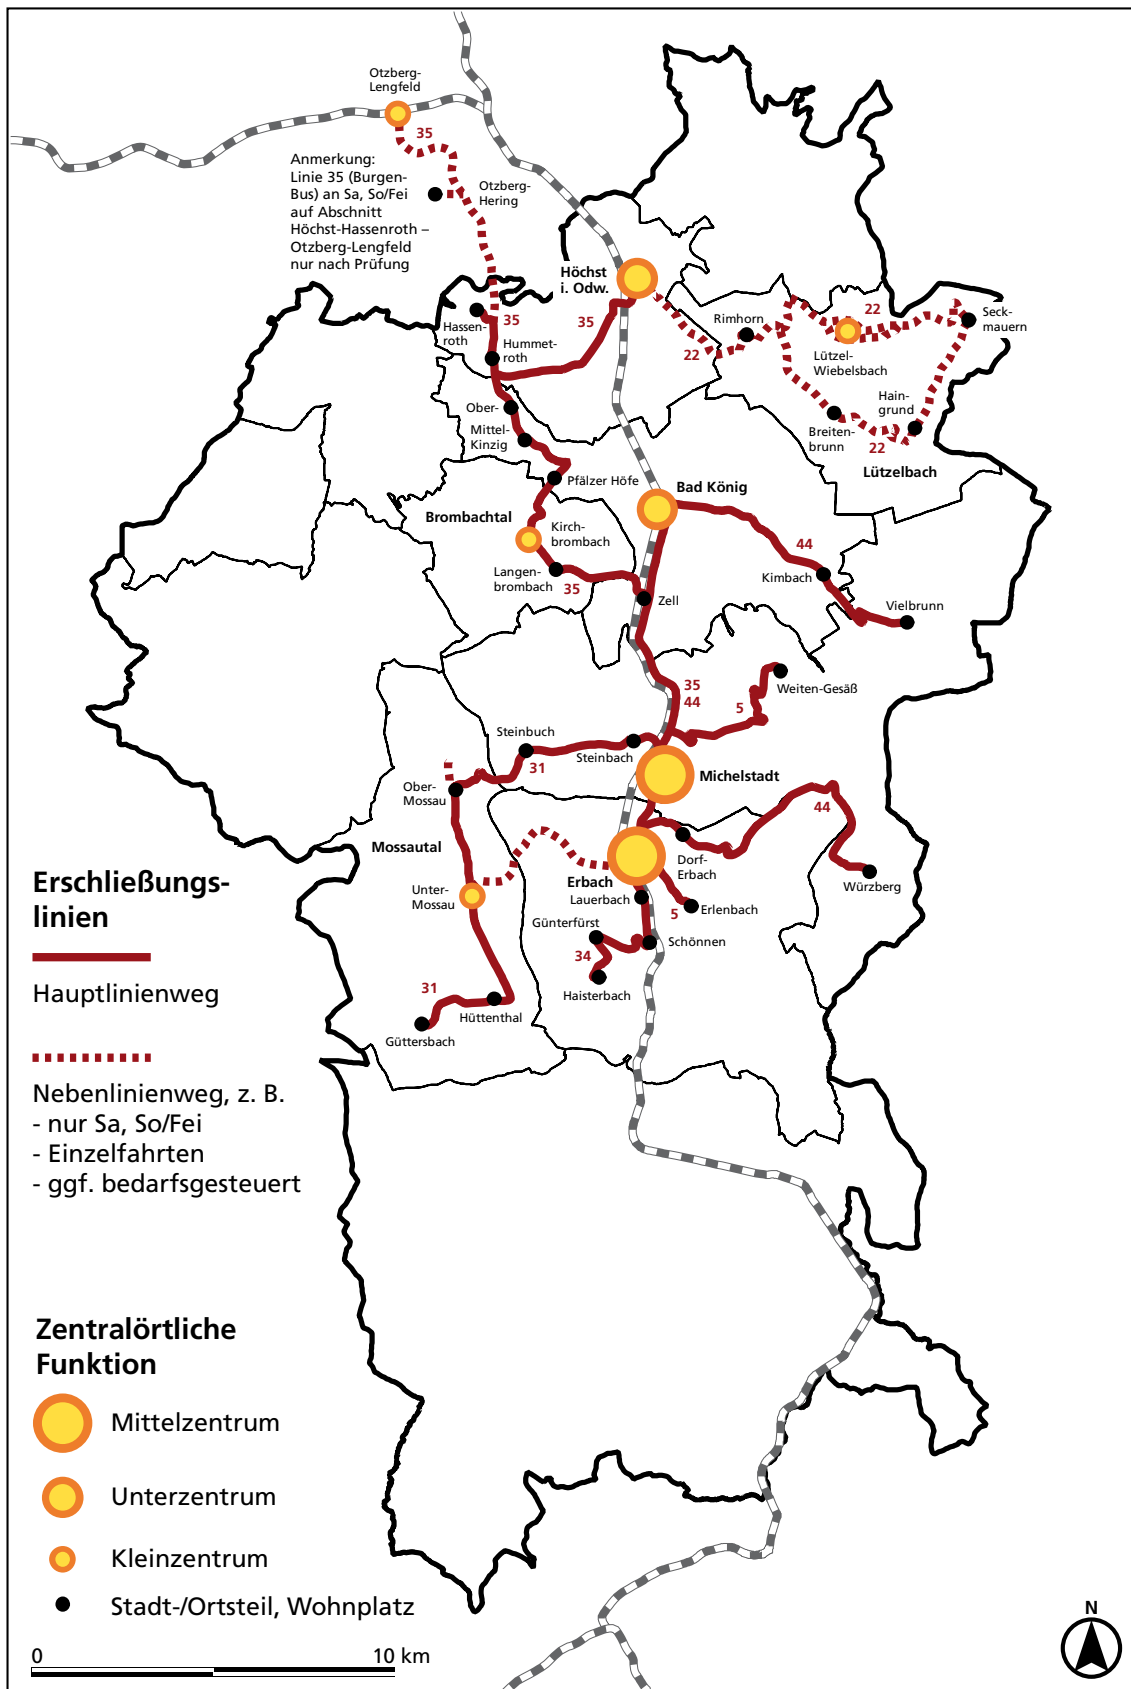 Otzberg-
Lengfeld
35
Anmerkung:
Linie 35 (Burgen-
Bus) an Sa, So/Fei
auf Abschnitt
Höchst-Hassenroth –
Otzberg-Lengfeld
nur nach Prüfung
Otzberg-
Hering
Höchst
i. Odw.
Hassen-
roth
35
35
Hummet-
roth
22
Rimhorn
22
Seck-
mauern
Lützel-
Wiebelsbach
Hain-
grund
Breiten-
brunn
22
Lützelbach
Ober-
Mittel-
Kinzig
Pfälzer Höfe
Bad König
Brombachtal
Kirch-
brombach
Langen-
brombach
35
Zell
44
Kimbach
Vielbrunn
35
44
5
Weiten-Gesäß
Steinbuch
Steinbach
31
Michelstadt
Ober-
Mossau
44
Mossautal
Dorf-
Erbach
Würzberg
Erbach
Unter-
Mossau
Lauerbach
5
Erlenbach
Günterfürst
Schönnen
34
Haisterbach
31
Hüttenthal
Güttersbach
Erschließungs-
linien
Hauptlinienweg
Nebenlinienweg, z. B.
- nur Sa, So/Fei
- Einzelfahrten
- ggf. bedarfsgesteuert
Zentralörtliche
Funktion
Mittelzentrum
Unterzentrum
Kleinzentrum
Stadt-/Ortsteil, Wohnplatz
0
10 km
N